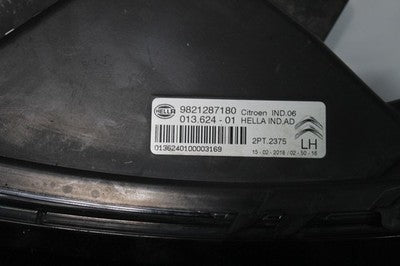 HELLA
9821287180 Citroen IND.06
013.624-01 HELLA IND.AD
2PT.2375
LH
0136240100003169
15-02-2018 / 02-50-16